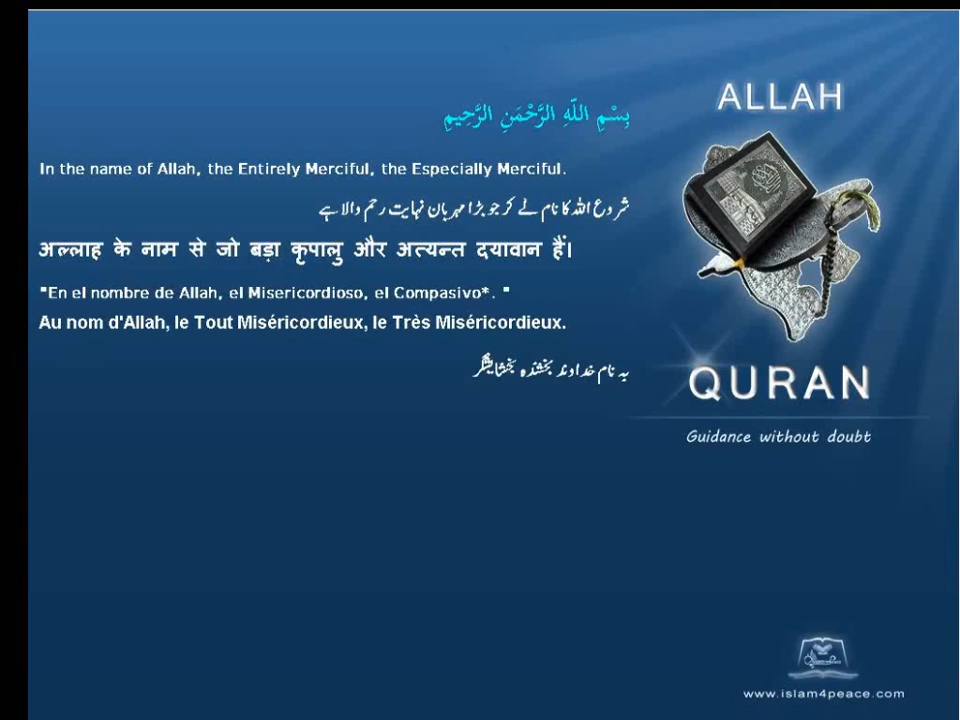 بِسْمِ اللَّهِ الرَّحْمَنِ الرَّحِيمِ
In the name of Allah, the Entirely Merciful, the Especially Merciful.
شروع اللہ کا نام لے کر جو بڑا مہربان نہایت رحم والا ہے
अल्लाह के नाम से जो बड़ा कृपालु और अत्यन्त दयावान हैं।
"En el nombre de Allah, el Misericordioso, el Compasivo*. "
Au nom d'Allah, le Tout Miséricordieux, le Très Miséricordieux.
به نام خداوند بخشنده بخشایشگر
ALLAH
QURAN
Guidance without doubt
www.islam4peace.com